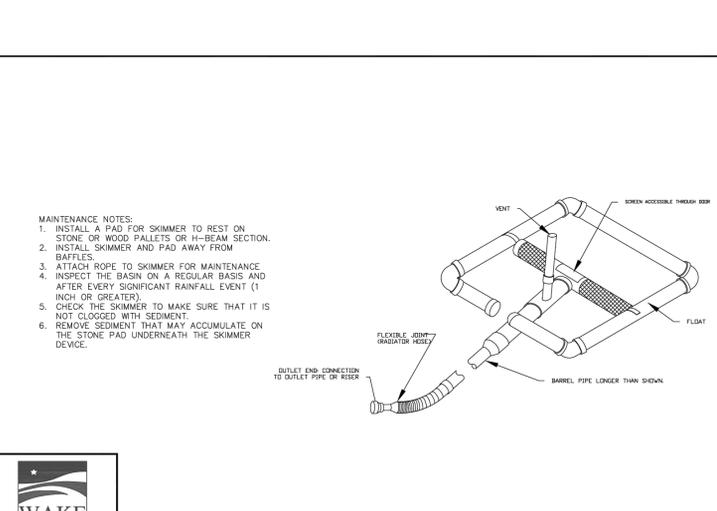 MAINTENANCE NOTES:
1. INSTALL A PAD FOR SKIMMER TO REST ON
STONE OR WOOD PALLETS OR H-BEAM SECTION.
2. INSTALL SKIMMER AND PAD AWAY FROM
BAFFLES.
3. ATTACH ROPE TO SKIMMER FOR MAINTENANCE
4. INSPECT THE BASIN ON A REGULAR BASIS AND
AFTER EVERY SIGNIFICANT RAINFALL EVENT (1
INCH OR GREATER).
5. CHECK THE SKIMMER TO MAKE SURE THAT IT IS
NOT CLOGGED WITH SEDIMENT.
6. REMOVE SEDIMENT THAT MAY ACCUMULATE ON
THE STONE PAD UNDERNEATH THE SKIMMER
DEVICE.
VENT
SCREEN ACCESSIBLE THROUGH DOOR
FLOAT
FLEXIBLE JOINT
(RADIATOR HOSE)
OUTLET END: CONNECTION
TO OUTLET PIPE OR RISER
BARREL PIPE LONGER THAN SHOWN.
WAKE